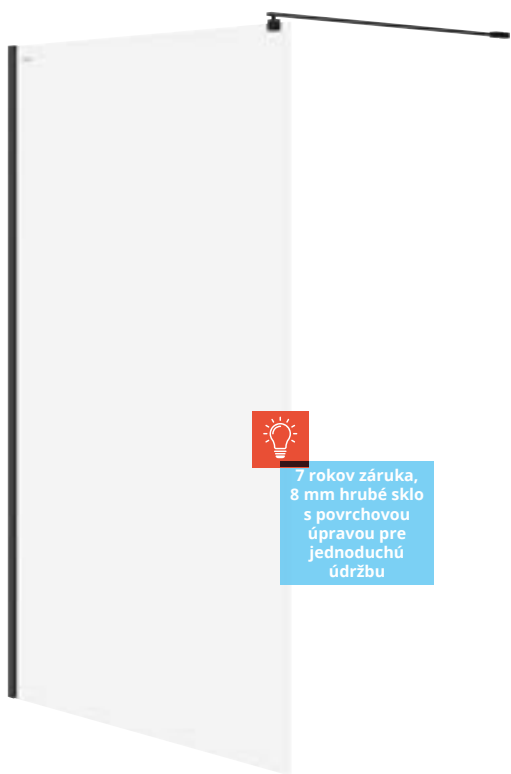 7 rokov záruka,
8 mm hrubé sklo
s povrchovou
úpravou pre
jednoduchú
údržbu